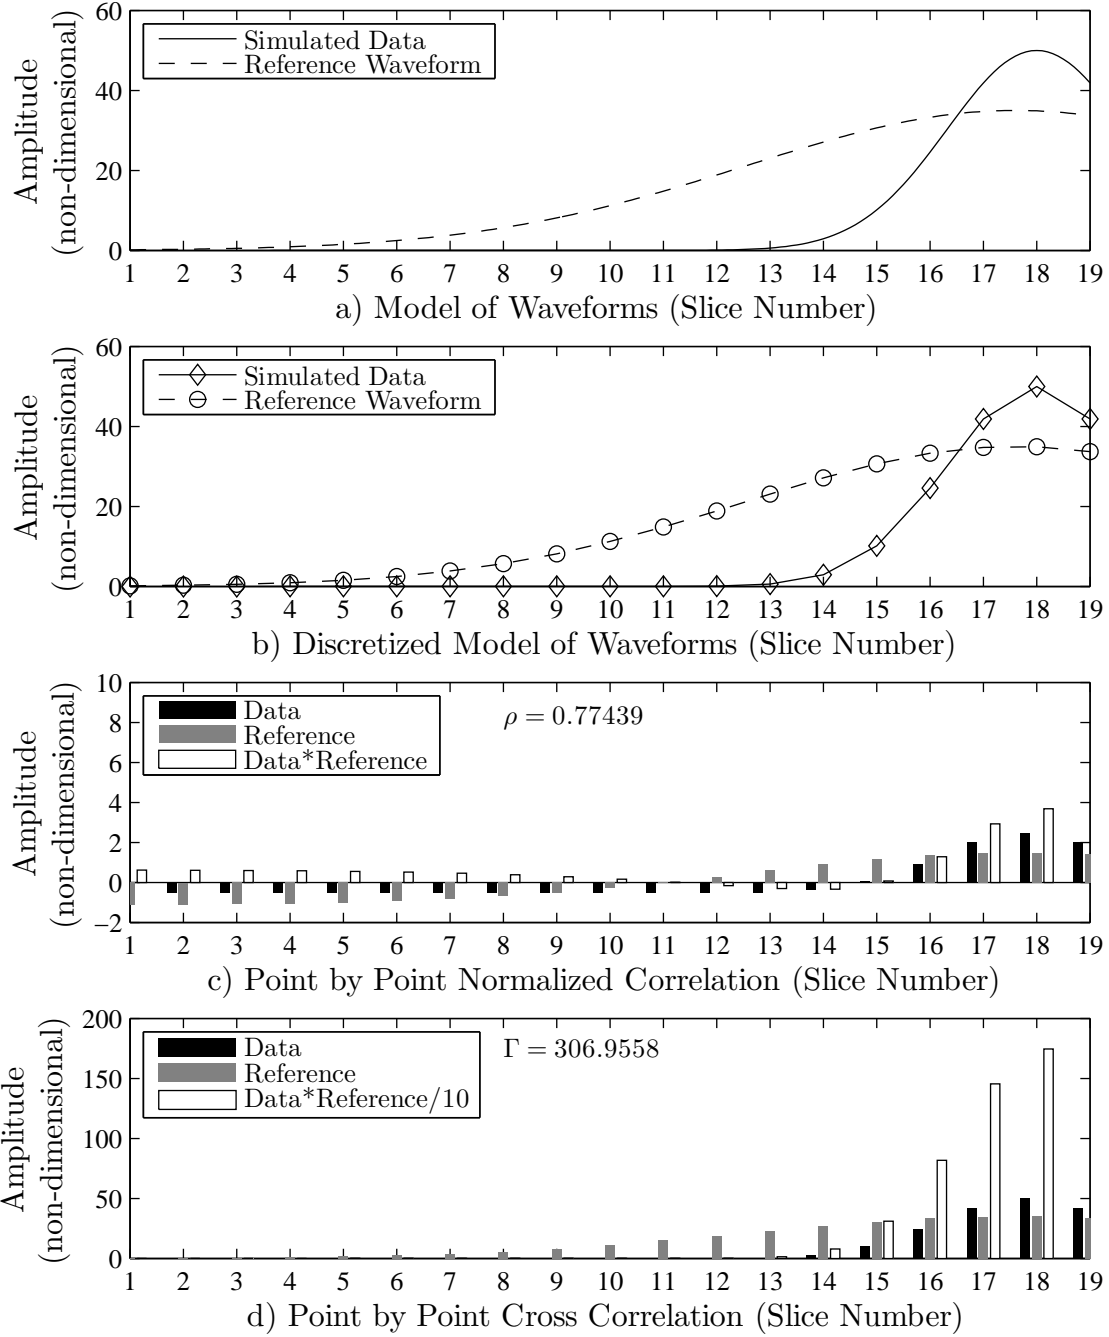 60
40
20
0
Amplitude
(non-dimensional)
Simulated Data
Reference Waveform
1 2 3 4 5 6 7 8 9 10 11 12 13 14 15 16 17 18 19
a) Model of Waveforms (Slice Number)
60
40
20
0
Amplitude
(non-dimensional)
Simulated Data
Reference Waveform
1 2 3 4 5 6 7 8 9 10 11 12 13 14 15 16 17 18 19
b) Discretized Model of Waveforms (Slice Number)
10
8
6
4
2
0
−2
Amplitude
(non-dimensional)
Data
Reference
Data*Reference
ρ = 0.77439
1 2 3 4 5 6 7 8 9 10 11 12 13 14 15 16 17 18 19
c) Point by Point Normalized Correlation (Slice Number)
200
150
100
50
0
Amplitude
(non-dimensional)
Data
Reference
Data*Reference/10
Γ = 306.9558
1 2 3 4 5 6 7 8 9 10 11 12 13 14 15 16 17 18 19
d) Point by Point Cross Correlation (Slice Number)